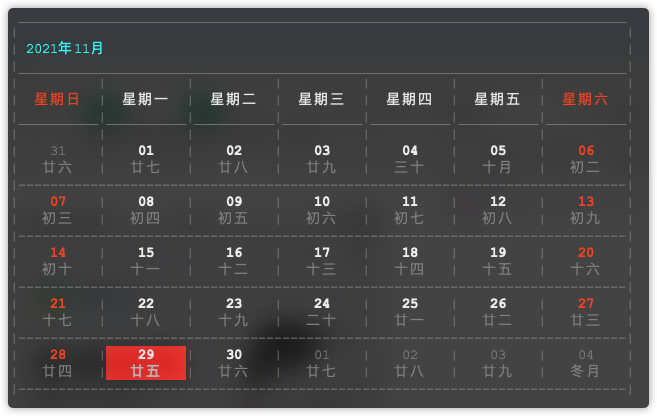 2021年11月
星期日 星期一 星期二 星期三 星期四 星期五 星期六
31 01 02 03 04 05 06
廿六 廿七 廿八 廿九 三十 十月 初二
07 08 09 10 11 12 13
初三 初四 初五 初六 初七 初八 初九
14 15 16 17 18 19 20
初十 十一 十二 十三 十四 十五 十六
21 22 23 24 25 26 27
十七 十八 十九 二十 廿一 廿二 廿三
28 29 30 01 02 03 04
廿四 廿五 廿六 廿七 廿八 廿九 冬月